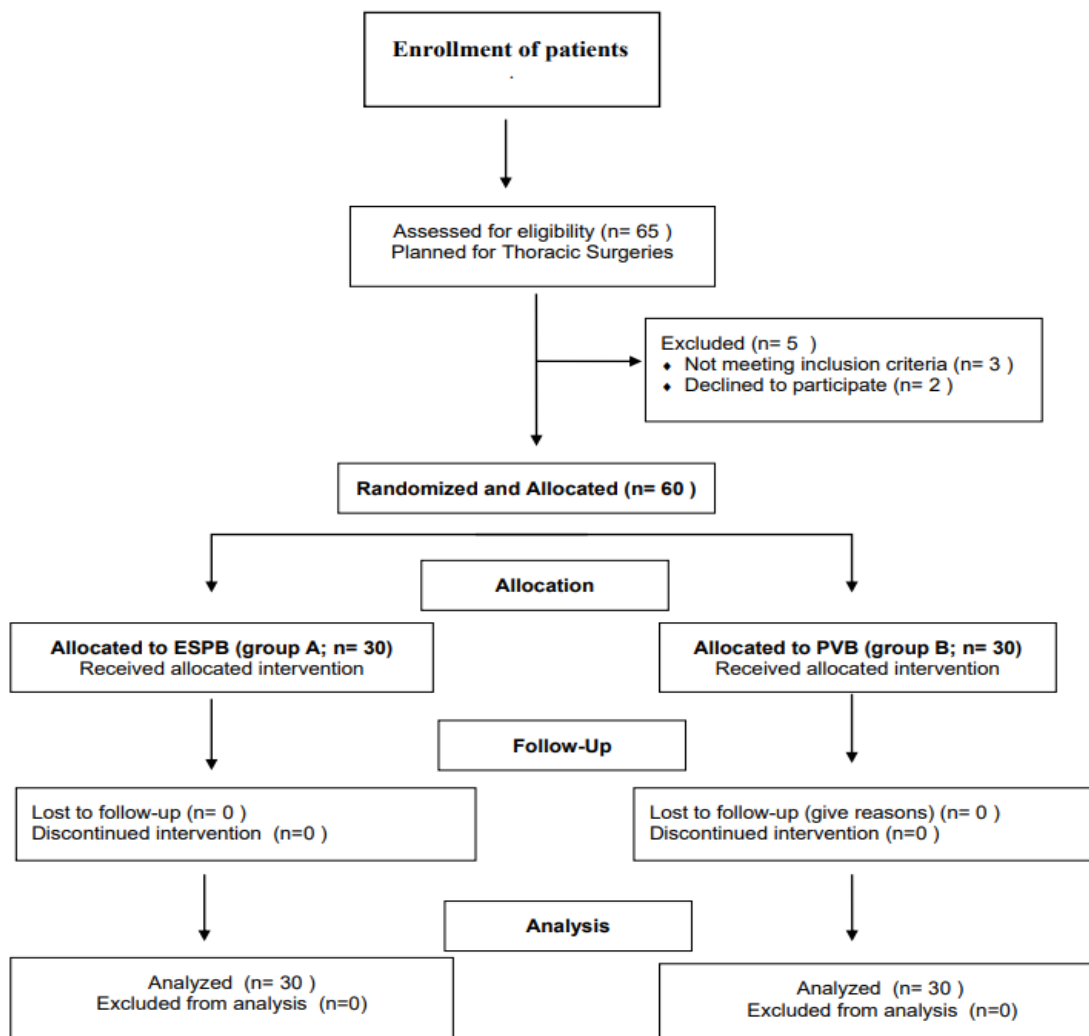 Enrollment of patients
.
Assessed for eligibility (n= 65 )
Planned for Thoracic Surgeries
Excluded (n= 5 )
♦ Not meeting inclusion criteria (n= 3 )
♦ Declined to participate (n= 2 )
Randomized and Allocated (n= 60 )
Allocation
Allocated to ESPB (group A; n= 30)
Received allocated intervention
Allocated to PVB (group B; n= 30)
Received allocated intervention
Follow-Up
Lost to follow-up (n= 0 )
Discontinued intervention (n=0 )
Lost to follow-up (give reasons) (n= 0 )
Discontinued intervention (n=0 )
Analysis
Analyzed (n= 30 )
Excluded from analysis (n=0)
Analyzed (n= 30 )
Excluded from analysis (n=0)